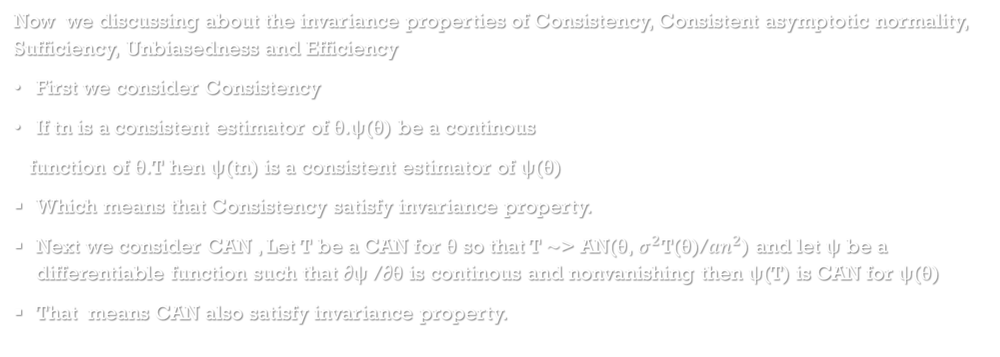 Now we discussing about the invariance properties of Consistency, Consistent asymptotic normality,
Sufficiency, Unbiasedness and Efficiency
• First we consider Consistency
• If tn is a consistent estimator of θ.ψ(θ) be a continous
function of θ.T hen ψ(tn) is a consistent estimator of ψ(θ)
▪ Which means that Consistency satisfy invariance property.
▪ Next we consider CAN , Let T be a CAN for θ so that T ~> AN(θ, σ²T(θ)/an²) and let ψ be a
differentiable function such that ∂ψ /∂θ is continous and nonvanishing then ψ(T) is CAN for ψ(θ)
▪ That means CAN also satisfy invariance property.